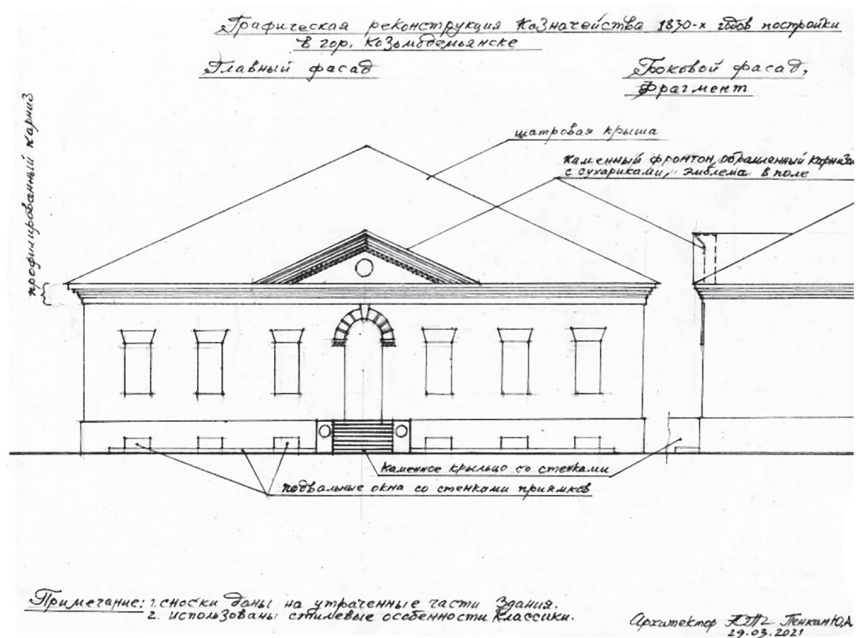 Графическая реконструкция Казначейства 1830-х годов постройки
в гор. Козьмодемьянске
Главный фасад
Боковой фасад,
Фрагмент
шатровая крыша
каменный фронтон, обрамленный карнизом
с сухариками, эмблема в поле
профилированный карниз
каменное крыльцо со стенками
подвальные окна со стенками приямков
Примечание: 1. сноски даны на утраченные части здания.
2. использованы стилевые особенности Классики.
Архитектор Пенкин Ю.А.
29.03.2021